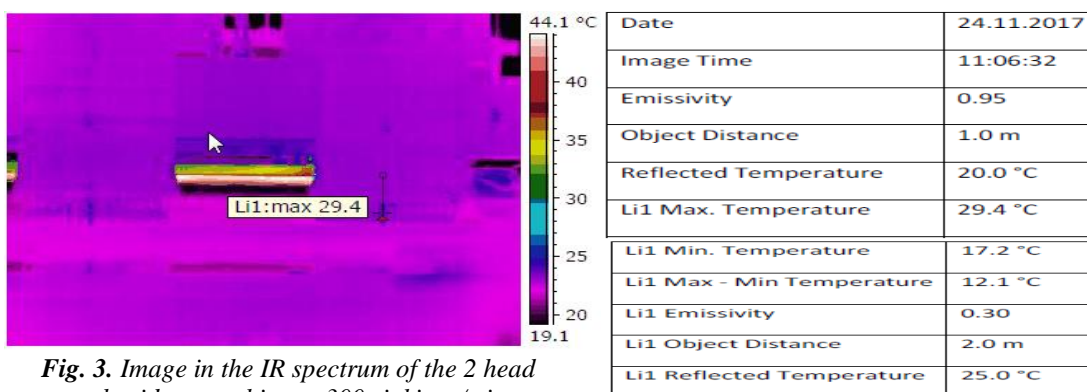 44.1 °C
40
35
30
25
20
19.1
Li1:max 29.4
Date 24.11.2017
Image Time 11:06:32
Emissivity 0.95
Object Distance 1.0 m
Reflected Temperature 20.0 °C
Li1 Max. Temperature 29.4 °C
Li1 Min. Temperature 17.2 °C
Li1 Max - Min Temperature 12.1 °C
Li1 Emissivity 0.30
Li1 Object Distance 2.0 m
Li1 Reflected Temperature 25.0 °C
Fig. 3. Image in the IR spectrum of the 2 head